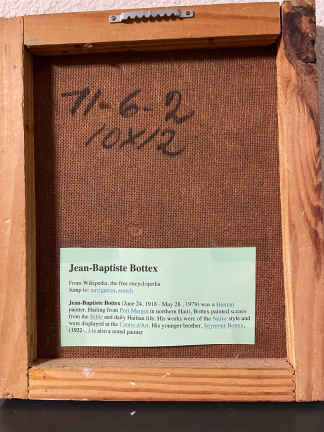 71-6-2
10X12
Jean-Baptiste Bottex
From Wikipedia, the free encyclopedia
Jump to: navigation, search
Jean-Baptiste Bottex (June 24, 1918 - May 28 , 1979) was a Haitian
painter. Hailing from Port Margot in northern Haiti, Bottex painted scenes
from the Bible and daily Haitian life. His works were of the Naïve style and
were displayed at the Centre d'Art. His younger brother, Seymour Bottex,
(1922-...) is also a noted painter